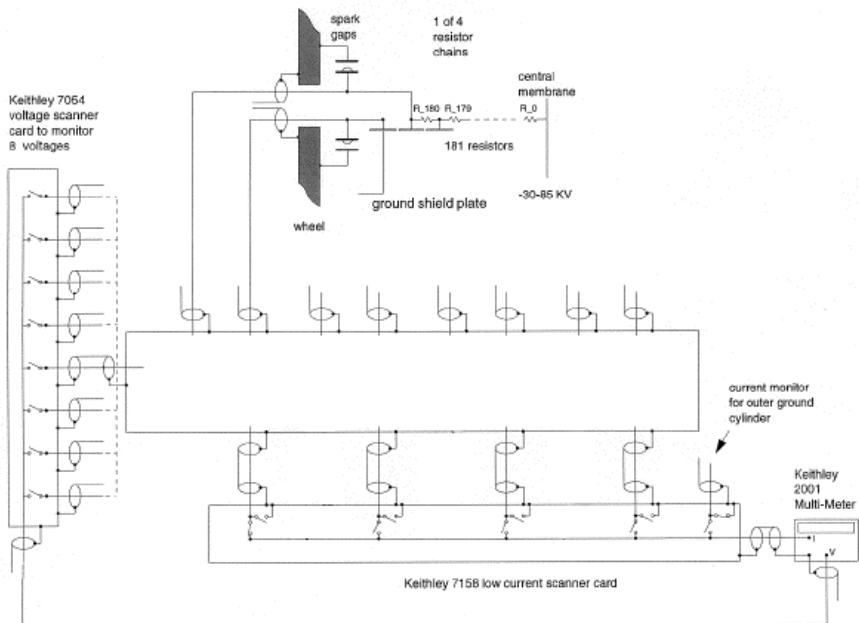 spark
gaps
1 of 4
resistor
chains
central
membrane
Keithley 7054
voltage scanner
card to monitor
8 voltages
R_180
R_179
R_0
181 resistors
-30-85 KV
ground shield plate
wheel
current monitor
for outer ground
cylinder
Keithley
2001
Multi-Meter
I
V
Keithley 7158 low current scanner card